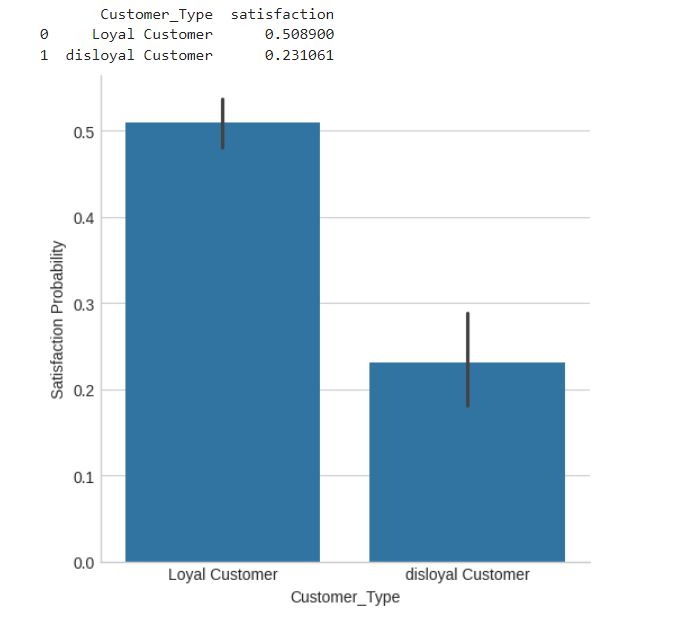 Customer_Type satisfaction
0 Loyal Customer 0.508900
1 disloyal Customer 0.231061
0.5
0.4
0.3
0.2
0.1
0.0
Satisfaction Probability
Loyal Customer disloyal Customer
Customer_Type